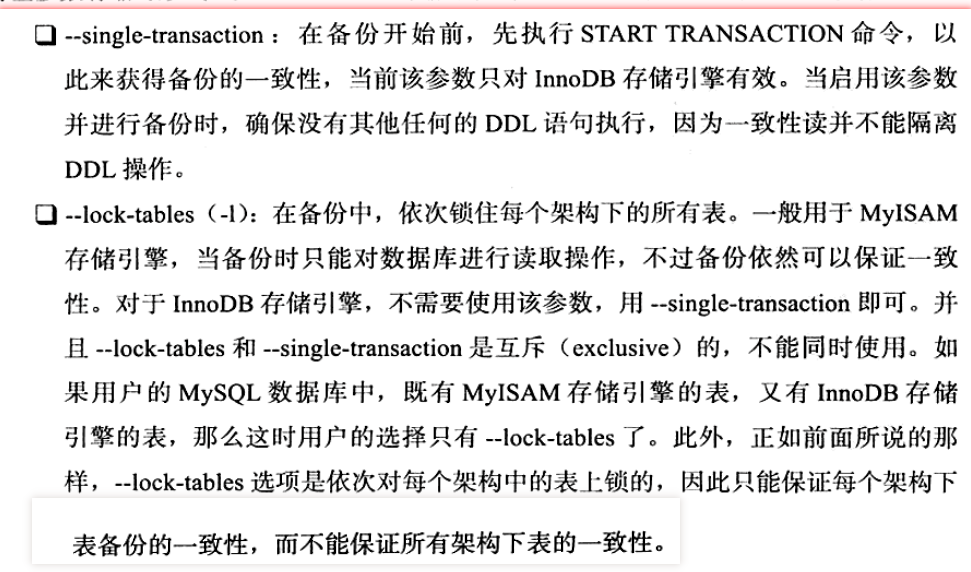 ❑ --single-transaction：在备份开始前，先执行 START TRANSACTION 命令，以
此来获得备份的一致性，当前该参数只对 InnoDB 存储引擎有效。当启用该参数
并进行备份时，确保没有其他任何的 DDL 语句执行，因为一致性读并不能隔离
DDL 操作。
❑ --lock-tables（-l）：在备份中，依次锁住每个架构下的所有表。一般用于 MyISAM
存储引擎，当备份时只能对数据库进行读取操作，不过备份依然可以保证一致
性。对于 InnoDB 存储引擎，不需要使用该参数，用 --single-transaction 即可。并
且 --lock-tables 和 --single-transaction 是互斥（exclusive）的，不能同时使用。如
果用户的 MySQL 数据库中，既有 MyISAM 存储引擎的表，又有 InnoDB 存储
引擎的表，那么这时用户的选择只有 --lock-tables 了。此外，正如前面所说的那
样，--lock-tables 选项是依次对每个架构中的表上锁的，因此只能保证每个架构下
表备份的一致性，而不能保证所有架构下表的一致性。